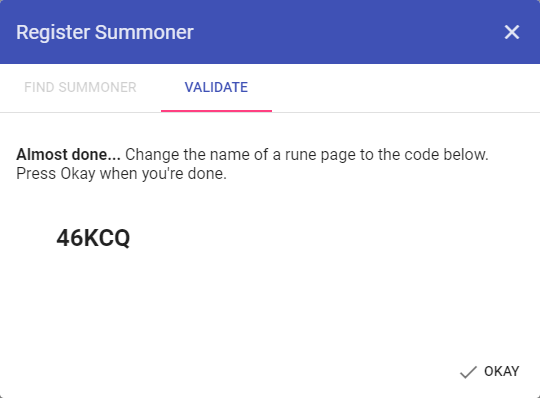 Register Summoner
FIND SUMMONER
VALIDATE
Almost done... Change the name of a rune page to the code below.
Press Okay when you're done.
46KCQ
OKAY